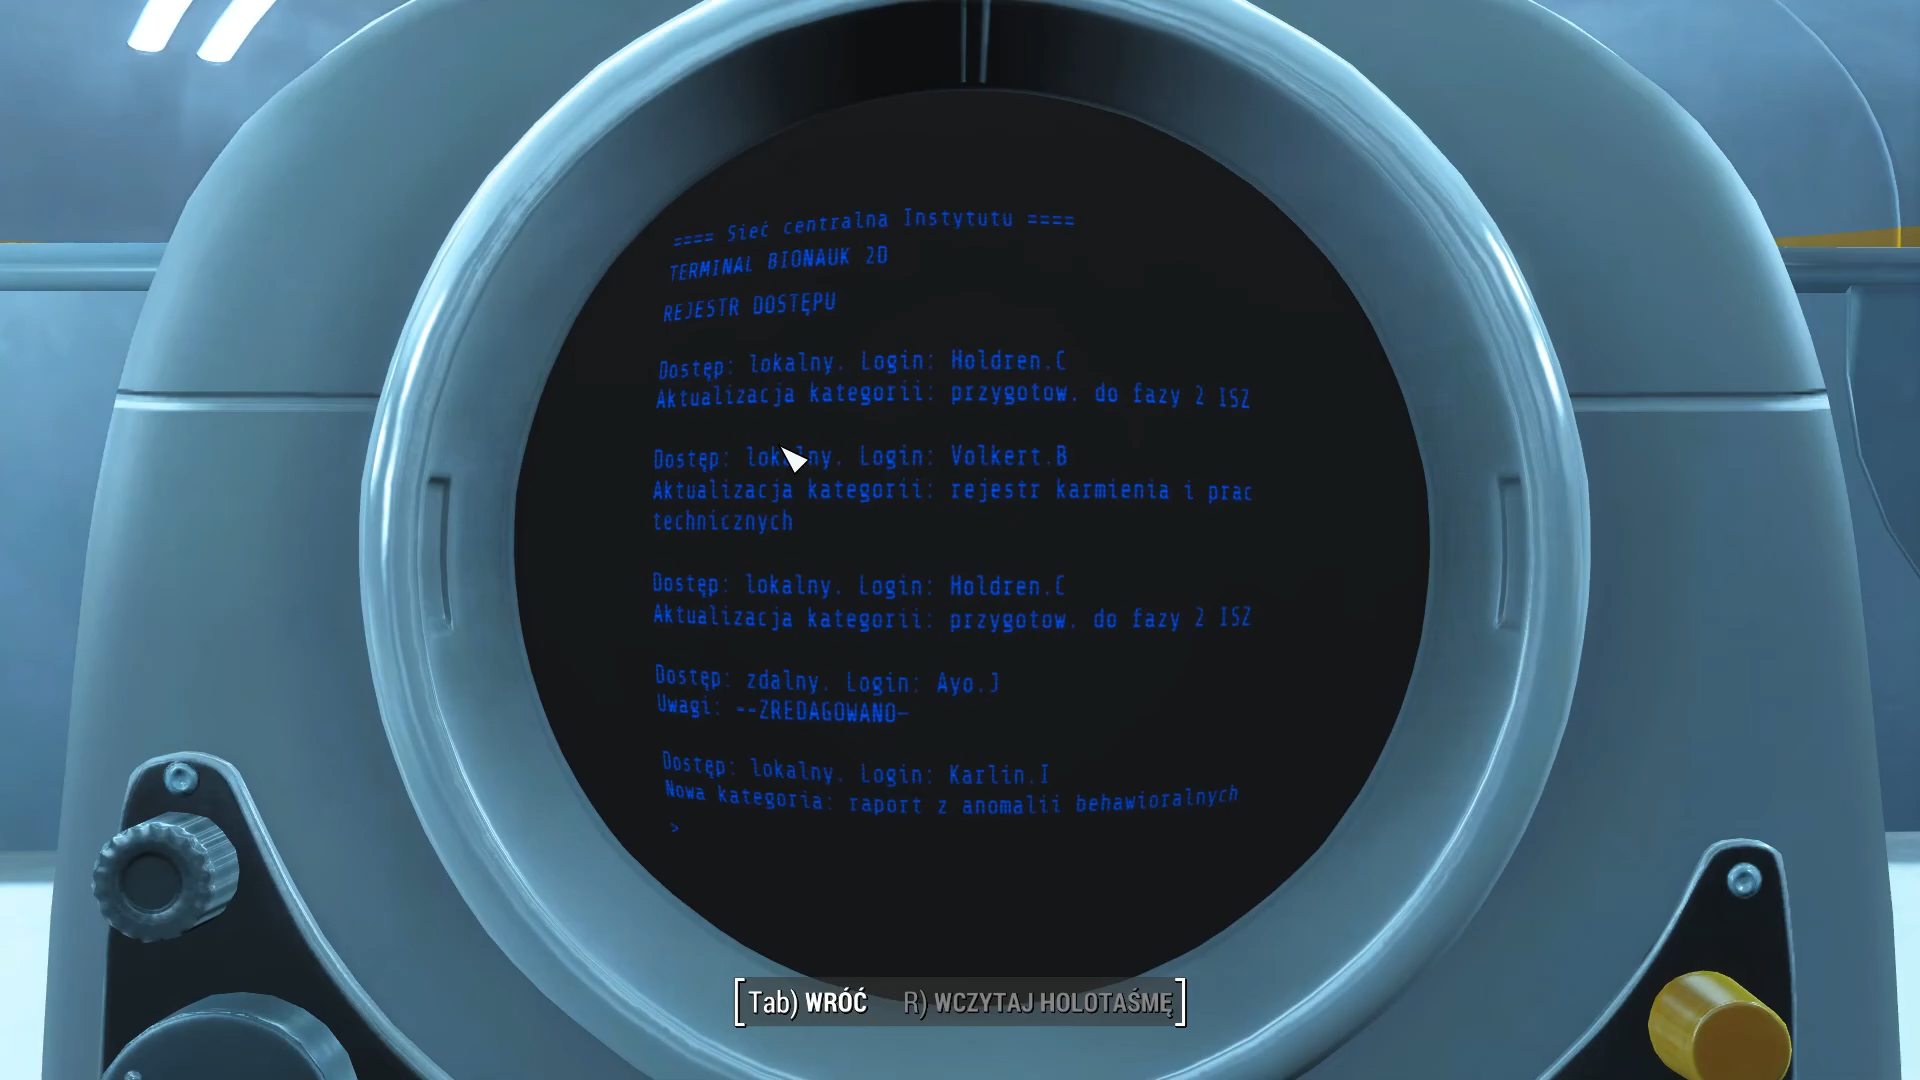 ==== Sieć centralna Instytutu ====
TERMINAL BIONAUK 2D
REJESTR DOSTĘPU
Dostęp: lokalny. Login: Holdren.C
Aktualizacja kategorii: przygotow. do fazy 2 ISZ
Dostęp: lokalny. Login: Volkert.B
Aktualizacja kategorii: rejestr karmienia i prac
technicznych
Dostęp: lokalny. Login: Holdren.C
Aktualizacja kategorii: przygotow. do fazy 2 ISZ
Dostęp: zdalny. Login: Ayo.J
Uwagi: --ZREDAGOWANO-
Dostęp: lokalny. Login: Karlin.I
Nowa kategoria: raport z anomalii behawioralnych
>
Tab) WRÓĆ R) WCZYTAJ HOLOTAŚMĘ